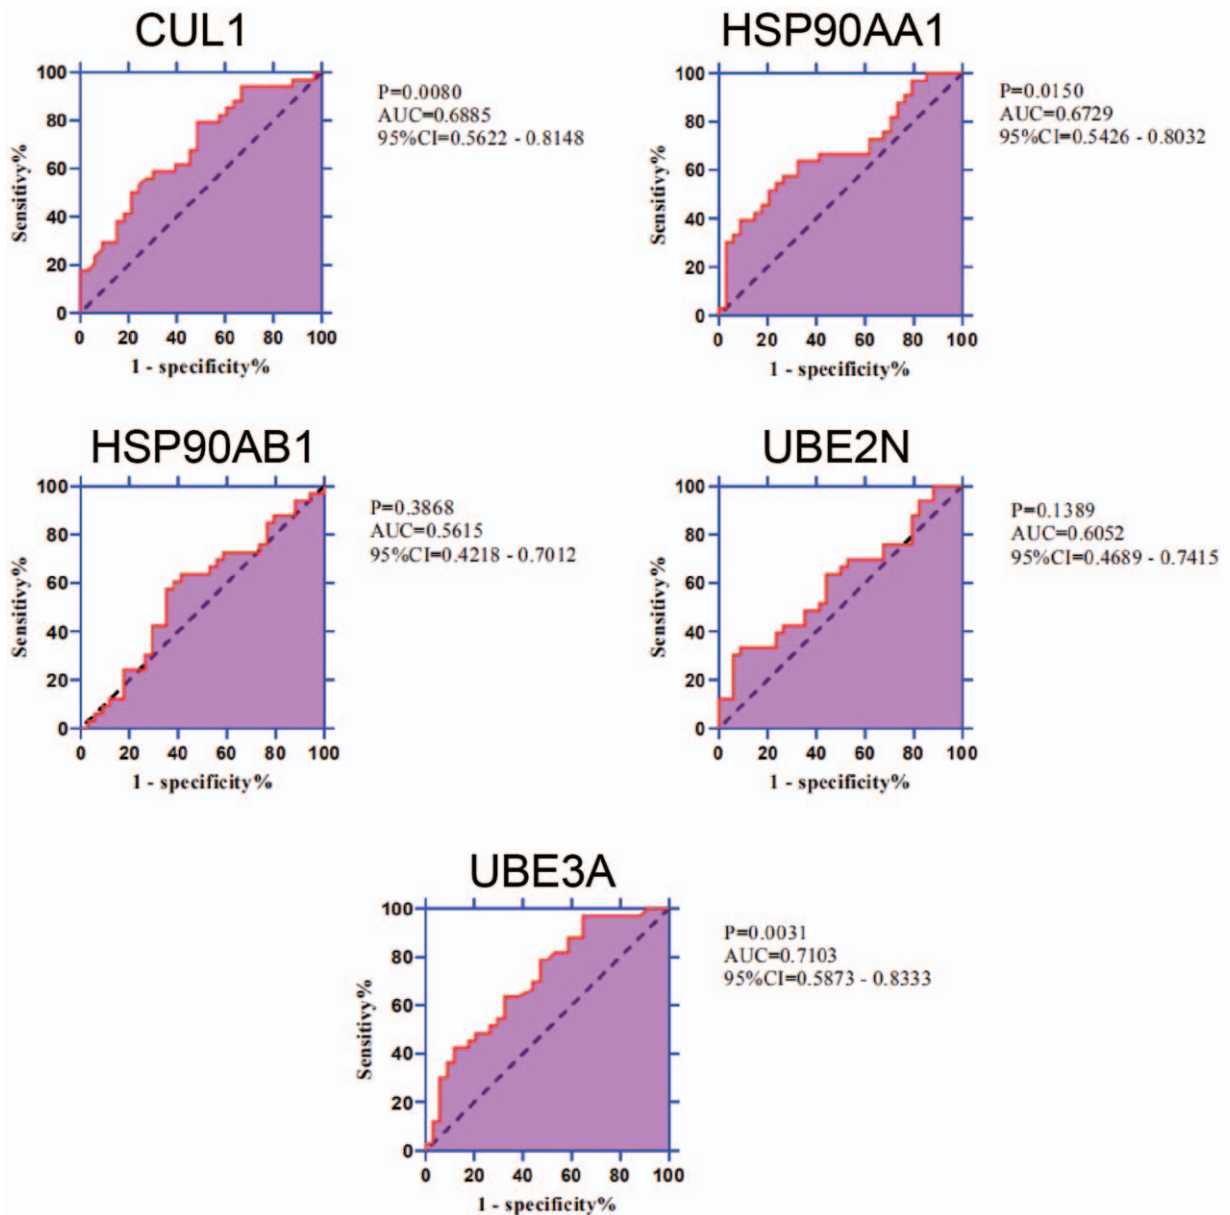 CUL1
100
80
60
40
20
0
Sensitivy%
0 20 40 60 80 100
1 - specificity%
P=0.0080
AUC=0.6885
95%CI=0.5622 - 0.8148
HSP90AA1
100
80
60
40
20
0
Sensitivy%
0 20 40 60 80 100
1 - specificity%
P=0.0150
AUC=0.6729
95%CI=0.5426 - 0.8032
HSP90AB1
100
80
60
40
20
0
Sensitivy%
0 20 40 60 80 100
1 - specificity%
P=0.3868
AUC=0.5615
95%CI=0.4218 - 0.7012
UBE2N
100
80
60
40
20
0
Sensitivy%
0 20 40 60 80 100
1 - specificity%
P=0.1389
AUC=0.6052
95%CI=0.4689 - 0.7415
UBE3A
100
80
60
40
20
0
Sensitivy%
0 20 40 60 80 100
1 - specificity%
P=0.0031
AUC=0.7103
95%CI=0.5873 - 0.8333